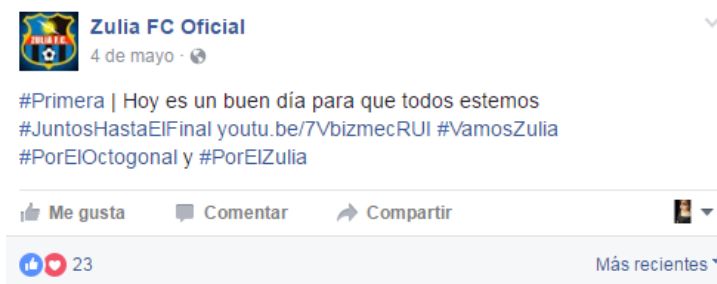 Zulia FC Oficial
4 de mayo ·
#Primera | Hoy es un buen día para que todos estemos
#JuntosHastaElFinal youtu.be/7VbizmecRUI #VamosZulia
#PorElOctogonal y #PorElZulia
Me gusta Comentar Compartir
23 Más recientes